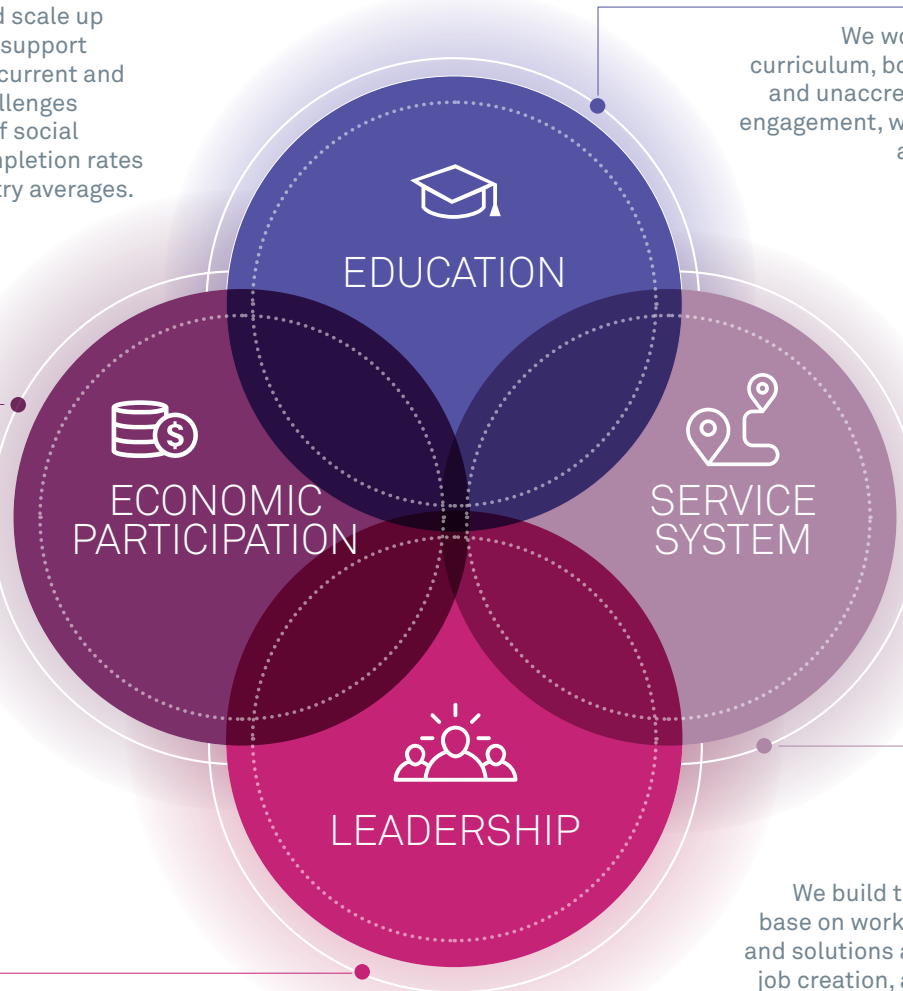 d scale up
support
current and
llenges
f social
mpletion rates
try averages.
We wo
curriculum, bo
and unaccre
engagement, w
a
EDUCATION
$
ECONOMIC
PARTICIPATION
SERVICE
SYSTEM
LEADERSHIP
We build t
base on work
and solutions a
job creation, a